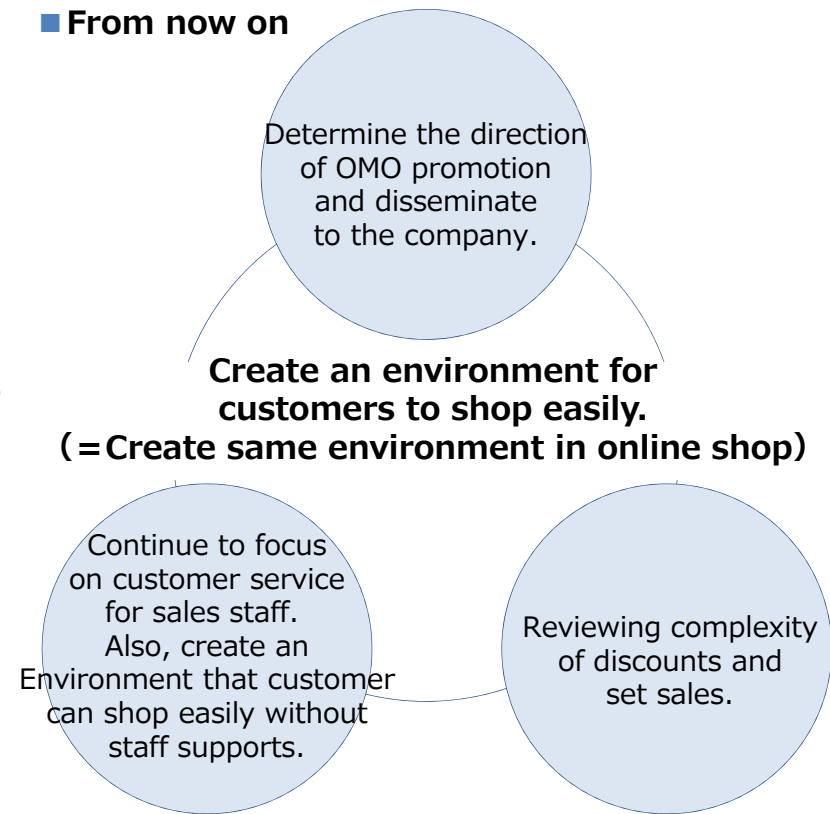 ■From now on
Determine the direction
of OMO promotion
and disseminate
to the company.
Create an environment for
customers to shop easily.
（=Create same environment in online shop）
Continue to focus
on customer service
for sales staff.
Also, create an
Environment that customer
can shop easily without
staff supports.
Reviewing complexity
of discounts and
set sales.